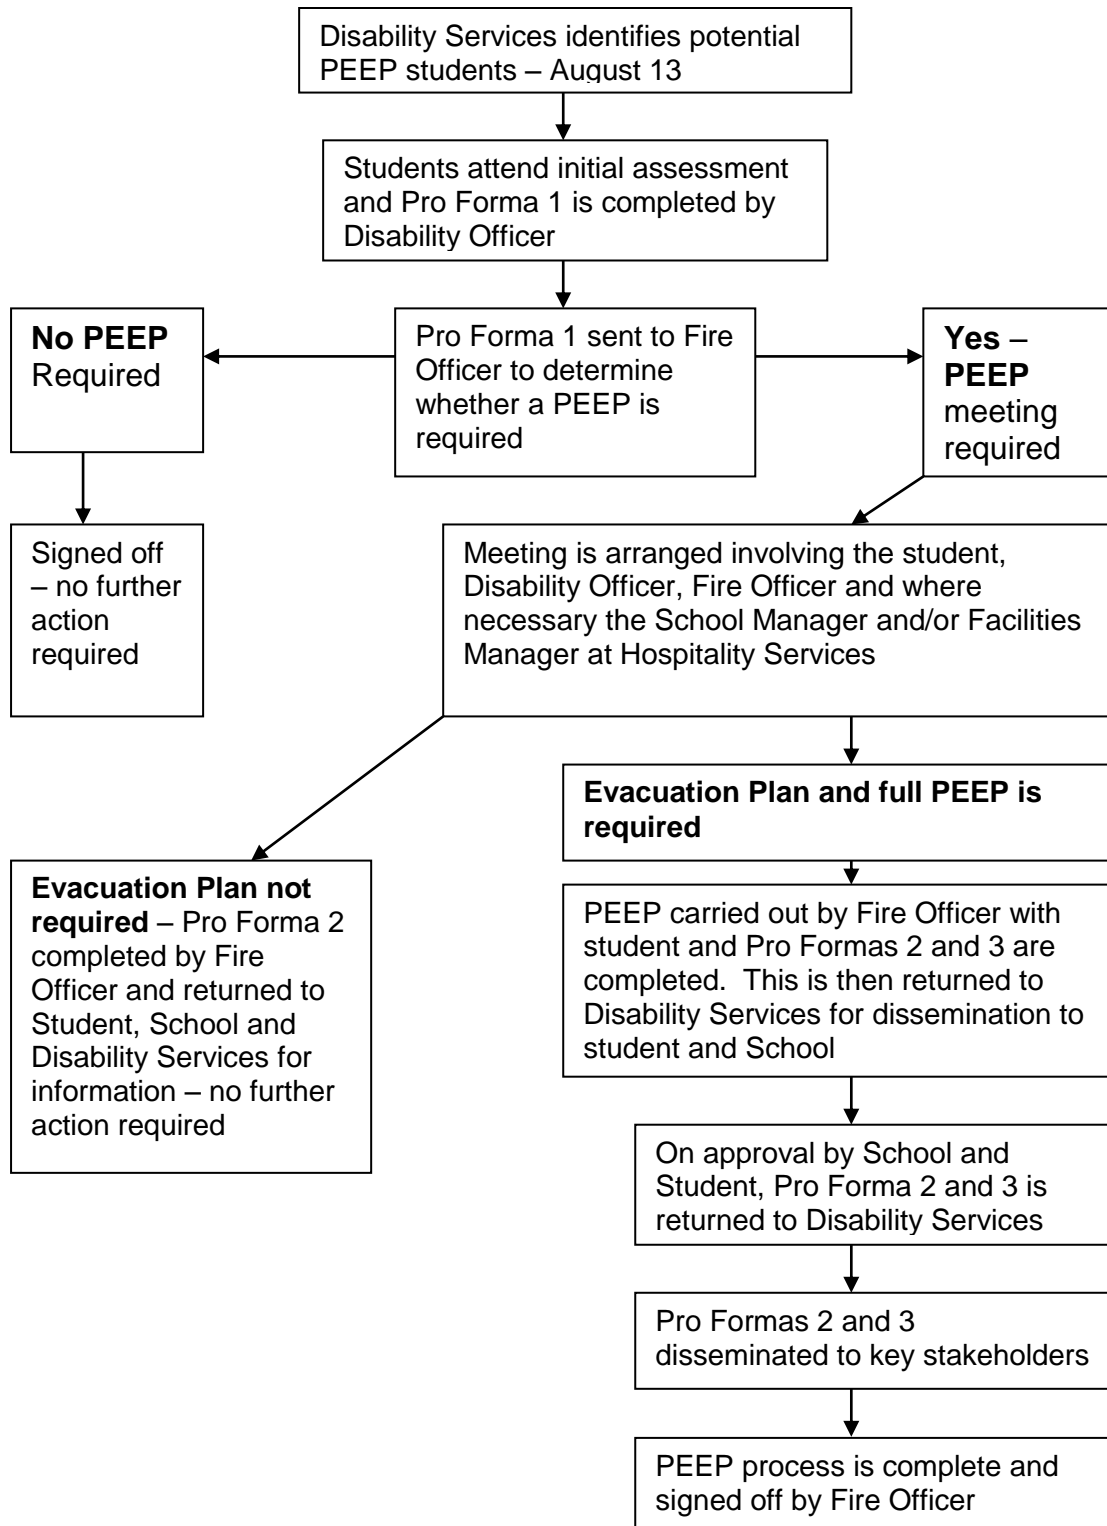 Disability Services identifies potential
PEEP students – August 13
Students attend initial assessment
and Pro Forma 1 is completed by
Disability Officer
No PEEP
Required
Pro Forma 1 sent to Fire
Officer to determine
whether a PEEP is
required
Yes –
PEEP
meeting
required
Signed off
– no further
action
required
Meeting is arranged involving the student,
Disability Officer, Fire Officer and where
necessary the School Manager and/or Facilities
Manager at Hospitality Services
Evacuation Plan and full PEEP is
required
Evacuation Plan not
required – Pro Forma 2
completed by Fire
Officer and returned to
Student, School and
Disability Services for
information – no further
action required
PEEP carried out by Fire Officer with
student and Pro Formas 2 and 3 are
completed.  This is then returned to
Disability Services for dissemination to
student and School
On approval by School and
Student, Pro Forma 2 and 3 is
returned to Disability Services
Pro Formas 2 and 3
disseminated to key stakeholders
PEEP process is complete and
signed off by Fire Officer